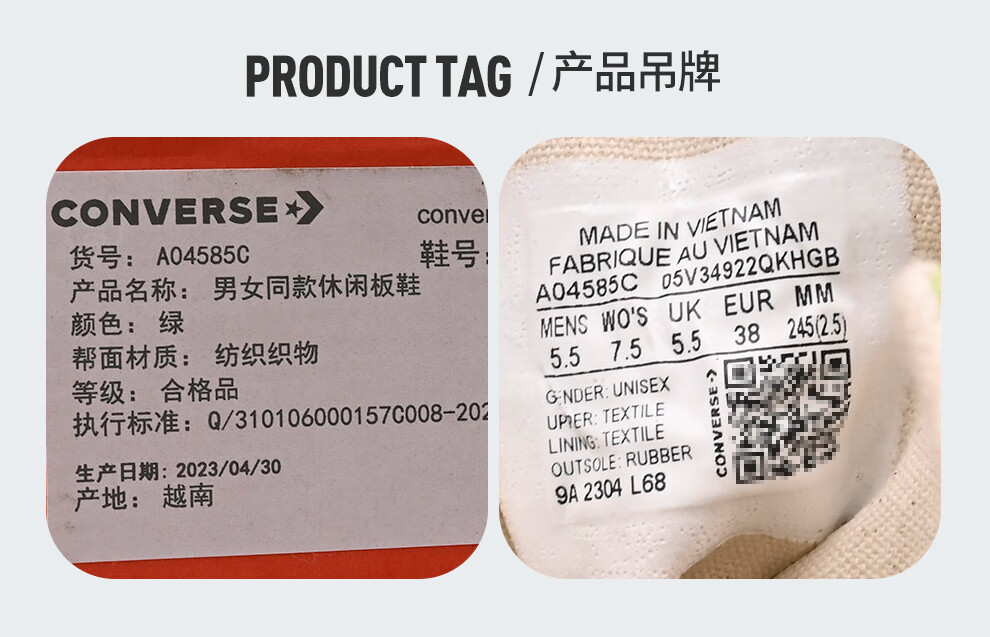 PRODUCT TAG / 产品吊牌
CONVERSE
货号： A04585C
鞋号:
产品名称： 男女同款休闲板鞋
颜色： 绿
帮面材质： 纺织织物
等级： 合格品
执行标准: Q/310106000157C008-202
生产日期: 2023/04/30
产地： 越南
MADE IN VIETNAM
FABRIQUE AU VIETNAM
A04585C 05V34922QKHGB
MENS WO'S UK EUR MM
5.5 7.5 5.5 38 245(2.5)
GENDER: UNISEX
UPPER: TEXTILE
LINING: TEXTILE
OUTSOLE: RUBBER
9A 2304 L68
CONVERSE